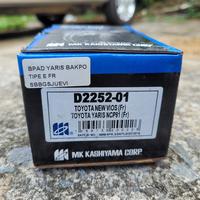 BPAD YARIS BAKPO
TIPE E FR
SBBGSJUEVI
D2252-01
TOYOTA NEW VIOS (Fr)
TOYOTA YARIS NCP91 (Fr)
MK KASHIYAMA CORP.